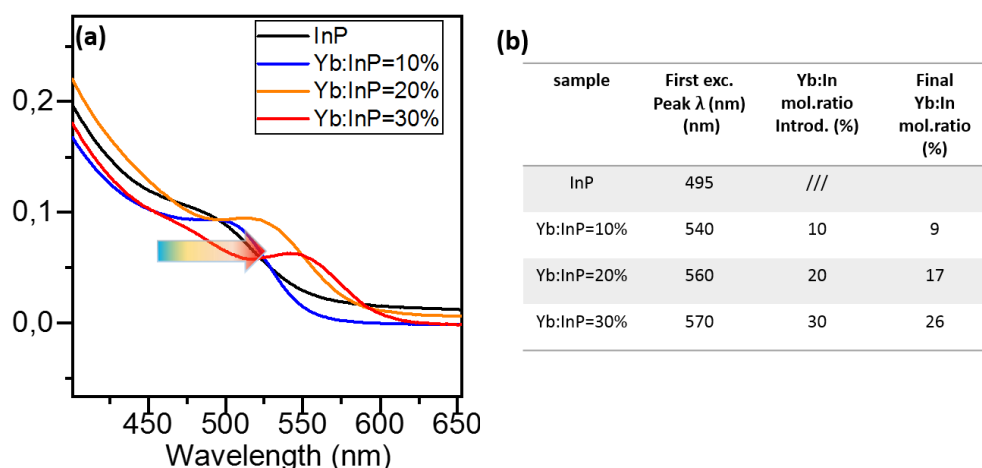 (a)
InP
Yb:InP=10%
Yb:InP=20%
Yb:InP=30%
0,2
0,1
0,0
450 500 550 600 650
Wavelength (nm)
(b)
sample
First exc.
Peak λ (nm)
(nm)
Yb:In
mol.ratio
Introd. (%)
Final
Yb:In
mol.ratio
(%)
InP 495 ///
Yb:InP=10% 540 10 9
Yb:InP=20% 560 20 17
Yb:InP=30% 570 30 26